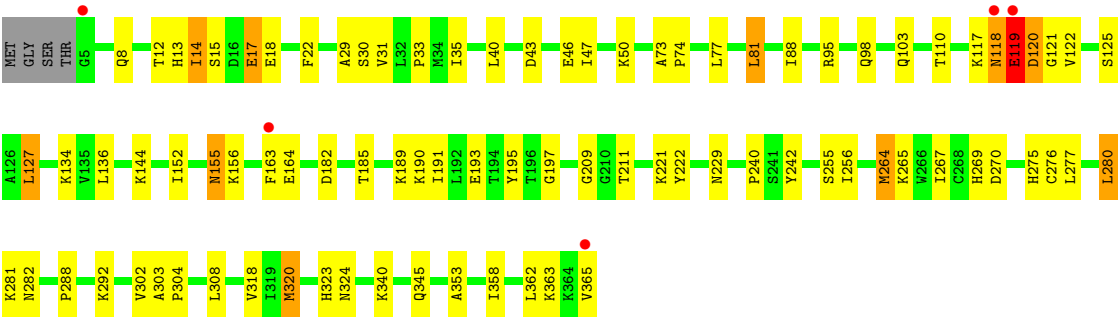 MET GLY SER THR G5 Q8 T12 H13 I14 S15 D16 E17 E18 F22 A29 S30 V31 L32 P33 M34 I35 L40 D43 E46 I47 K50 A73 P74 L77 L81 I88 R95 Q98 Q103 T110 K117 N118 E119 D120 G121 V122 S125
A126 L127 K134 V135 L136 K144 I152 N155 K156 F163 E164 D182 T185 K189 K190 I191 L192 E193 T194 Y195 T196 G197 G209 G210 T211 K221 Y222 N229 P240 S241 Y242 S255 I256 M264 K265 W266 I267 C268 H269 D270 H275 C276 L277 L280
K281 N282 P288 K292 V302 A303 P304 L308 V318 I319 M320 H323 N324 K340 Q345 A353 I358 L362 K363 K364 V365